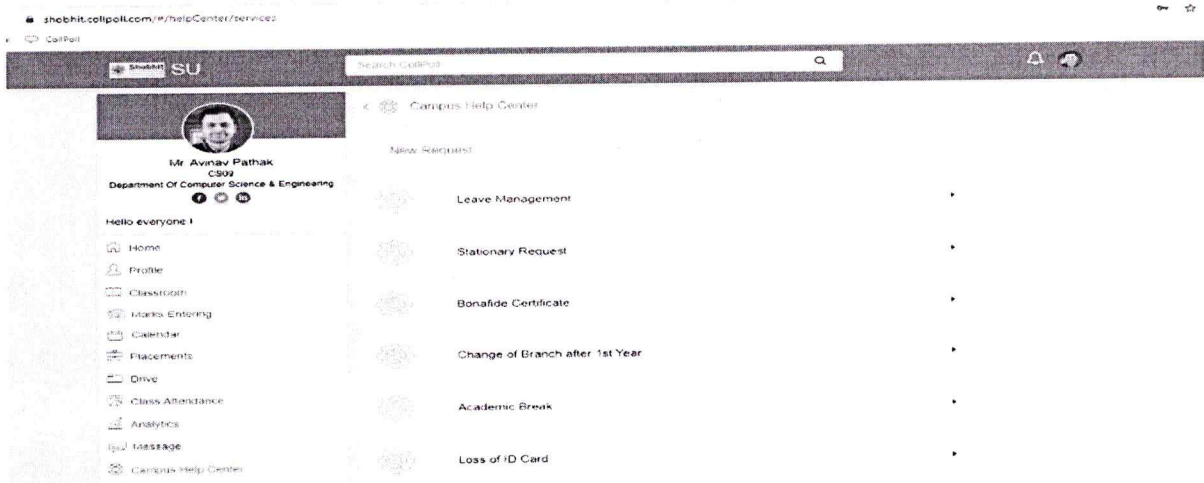 shobhit.collpoll.com/#/helpCenter/services
CollPoll
Shobhit SU
Search CollPoll
Mr Avinav Pathak
CS09
Department Of Computer Science & Engineering
Hello everyone !
Home
Profile
Classroom
Marks Entering
Calendar
Placements
Drive
Class Attendance
Analytics
Message
Campus Help Center
Campus Help Center
New Request
Leave Management
Stationary Request
Bonafide Certificate
Change of Branch after 1st Year
Academic Break
Loss of ID Card